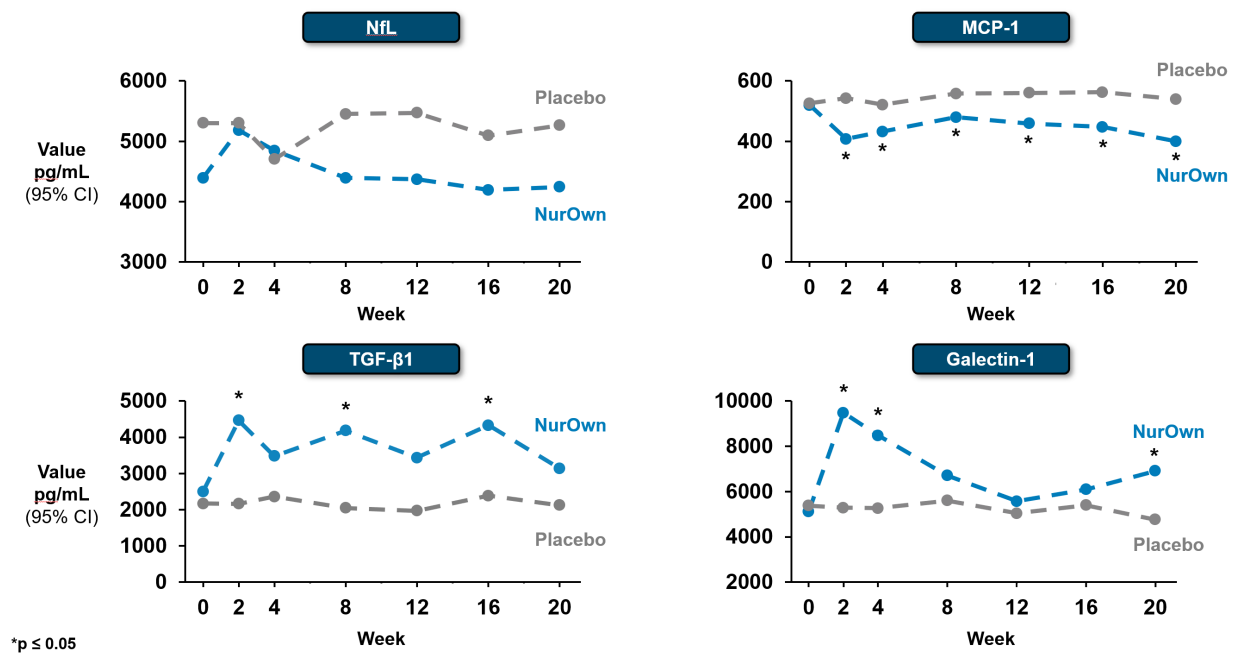 NfL
6000
5000
4000
3000
Value
pg/mL
(95% CI)
Placebo
NurOwn
0 2 4 8 12 16 20
Week
MCP-1
600
400
200
0
Placebo
* * * * * *
NurOwn
0 2 4 8 12 16 20
Week
TGF-β1
5000
4000
3000
2000
1000
0
Value
pg/mL
(95% CI)
* * *
NurOwn
Placebo
0 2 4 8 12 16 20
Week
Galectin-1
10000
8000
6000
4000
2000
* * *
NurOwn
Placebo
0 2 4 8 12 16 20
Week
*p ≤ 0.05